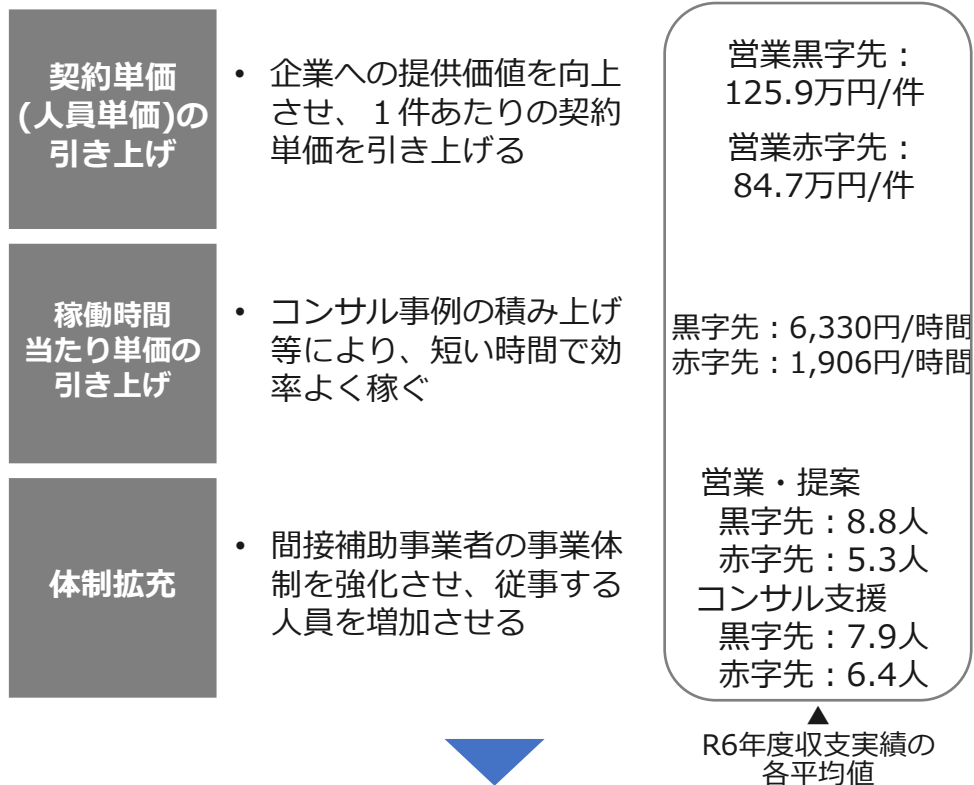 契約単価
(人員単価)の
引き上げ
• 企業への提供価値を向上
させ、１件あたりの契約
単価を引き上げる
営業黒字先：
125.9万円/件
営業赤字先：
84.7万円/件
稼働時間
当たり単価の
引き上げ
• コンサル事例の積み上げ
等により、短い時間で効
率よく稼ぐ
黒字先：6,330円/時間
赤字先：1,906円/時間
体制拡充
• 間接補助事業者の事業体
制を強化させ、従事する
人員を増加させる
営業・提案
黒字先：8.8人
赤字先：5.3人
コンサル支援
黒字先：7.9人
赤字先：6.4人
▲
R6年度収支実績の
各平均値